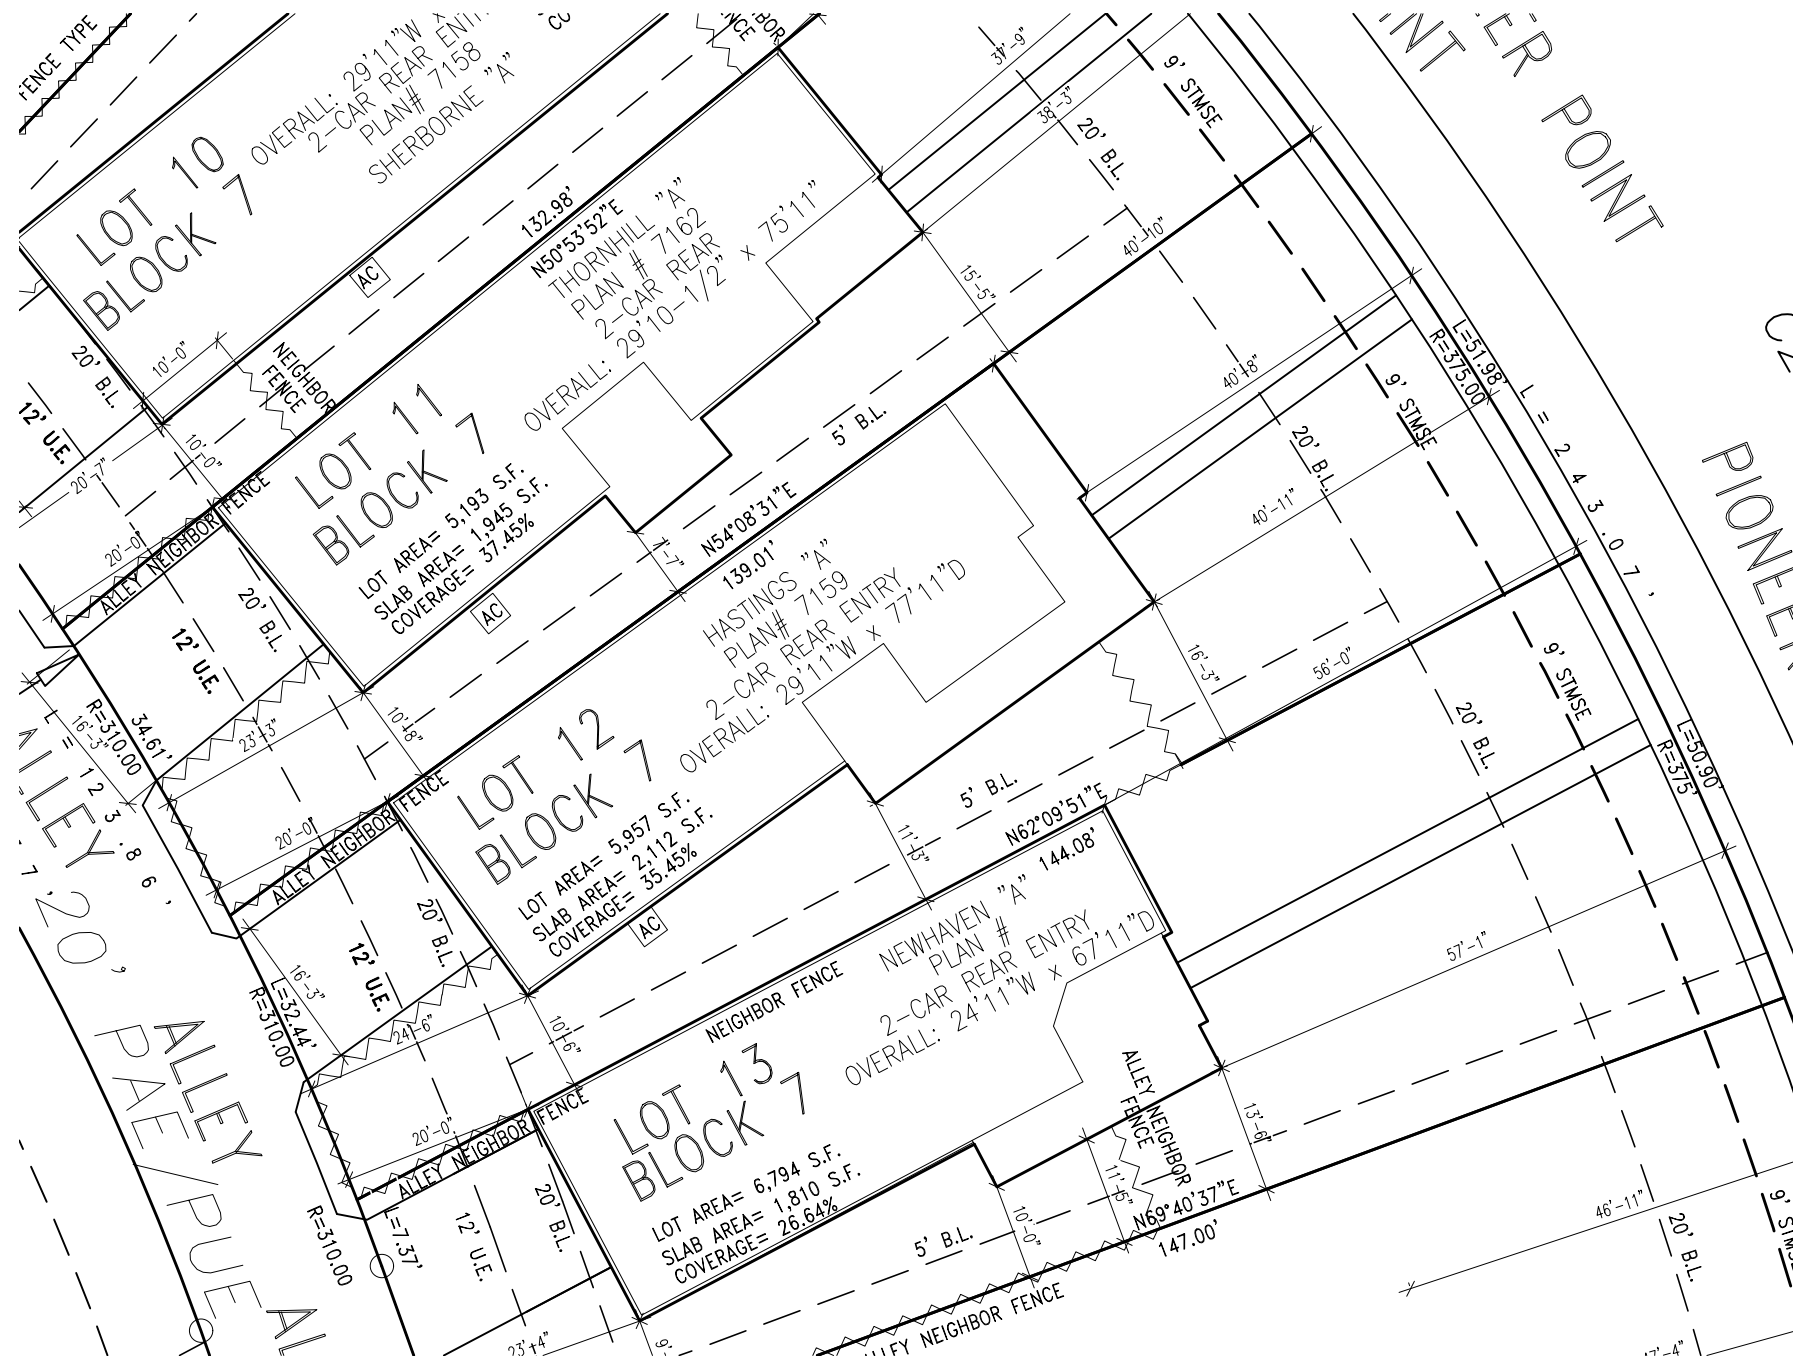 FENCE TYPE
OVERALL: 29'11"W x
2-CAR REAR ENTRY
PLAN# 7158
SHERBORNE "A"
LOT 10
BLOCK 7
AC
132.98'
N50°53'52"E
10'-0"
NEIGHBOR
FENCE
20' B.L.
12' U.E.
20'-7"
10'-0"
THORNHILL "A"
PLAN # 7162
2-CAR REAR
OVERALL: 29'10-1/2" x 75'11"
LOT 11
BLOCK 7
LOT AREA= 5,193 S.F.
SLAB AREA= 1,945 S.F.
COVERAGE= 37.45%
AC
37'-9"
38'-3"
20' B.L.
9' STMSE
15'-5"
40'-10"
5' B.L.
7'-7"
N54°08'31"E
139.01'
20'-0"
ALLEY NEIGHBOR FENCE
12' U.E.
20' B.L.
23'-3"
10'-8"
34.61'
R=310.00
16'-3"
L=123.86'
HASTINGS "A"
PLAN# 7159
2-CAR REAR ENTRY
OVERALL: 29'11"W x 77'11"D
LOT 12
BLOCK 7
LOT AREA= 5,957 S.F.
SLAB AREA= 2,112 S.F.
COVERAGE= 35.45%
AC
40'-8"
20' B.L.
9' STMSE
40'-11"
L=51.98'
R=375.00
L=243.07'
16'-3"
56'-0"
5' B.L.
11'-3"
N62°09'51"E
144.08'
20'-0"
ALLEY NEIGHBOR FENCE
12' U.E.
20' B.L.
16'-3"
L=32.44'
R=310.00
24'-6"
10'-6"
NEIGHBOR FENCE
NEWHAVEN "A"
PLAN #
2-CAR REAR ENTRY
OVERALL: 24'11"W x 67'11"D
LOT 13
BLOCK 7
LOT AREA= 6,794 S.F.
SLAB AREA= 1,810 S.F.
COVERAGE= 26.64%
9' STMSE
20' B.L.
L=50.90'
R=375'
57'-1"
ALLEY NEIGHBOR
FENCE
13'-6"
11'-5"
10'-0"
5' B.L.
N69°40'37"E
147.00'
20'-0"
ALLEY NEIGHBOR FENCE
12' U.E.
20' B.L.
L=7.37'
R=310.00
23'-4"
ALLEY NEIGHBOR FENCE
46'-11"
20' B.L.
9' STMSE
ALLEY
20'
ALLEY
PAE/PUE
POINT
PIONEER